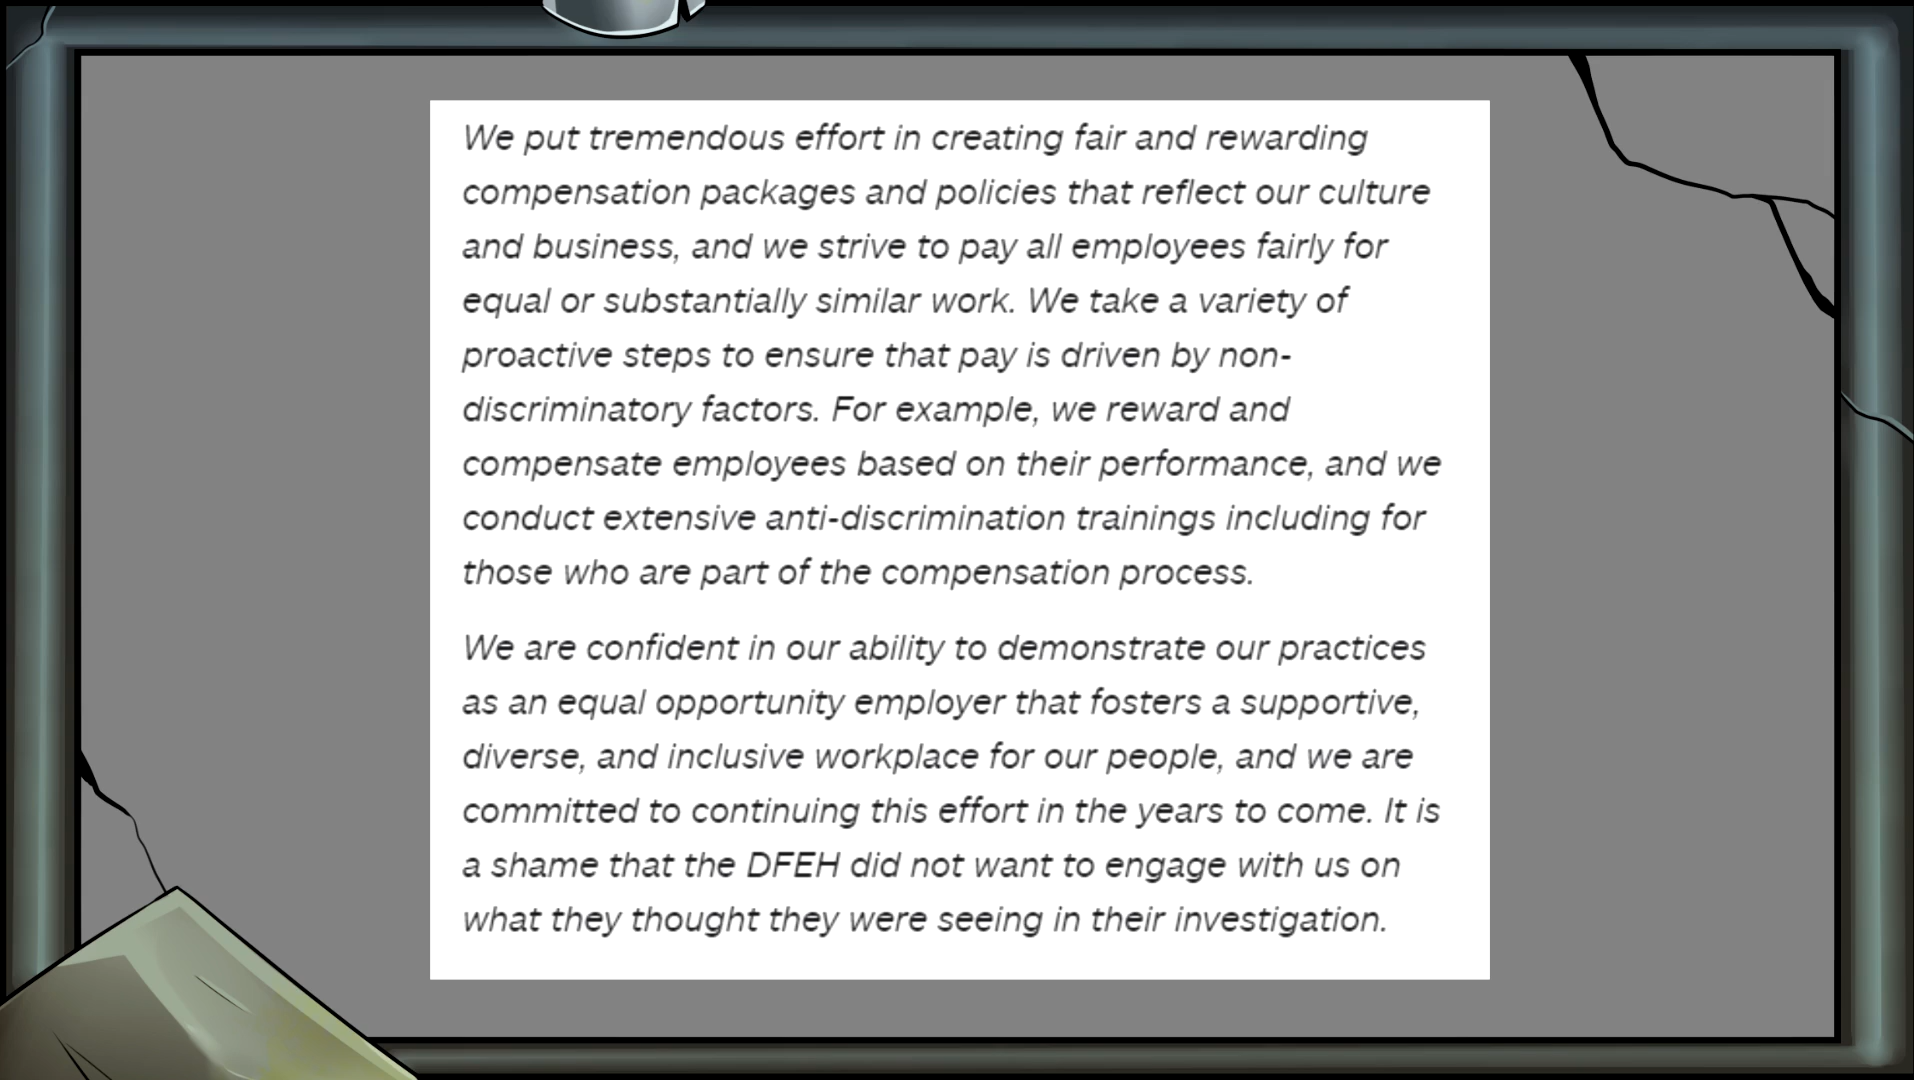 We put tremendous effort in creating fair and rewarding
compensation packages and policies that reflect our culture
and business, and we strive to pay all employees fairly for
equal or substantially similar work. We take a variety of
proactive steps to ensure that pay is driven by non-
discriminatory factors. For example, we reward and
compensate employees based on their performance, and we
conduct extensive anti-discrimination trainings including for
those who are part of the compensation process.
We are confident in our ability to demonstrate our practices
as an equal opportunity employer that fosters a supportive,
diverse, and inclusive workplace for our people, and we are
committed to continuing this effort in the years to come. It is
a shame that the DFEH did not want to engage with us on
what they thought they were seeing in their investigation.